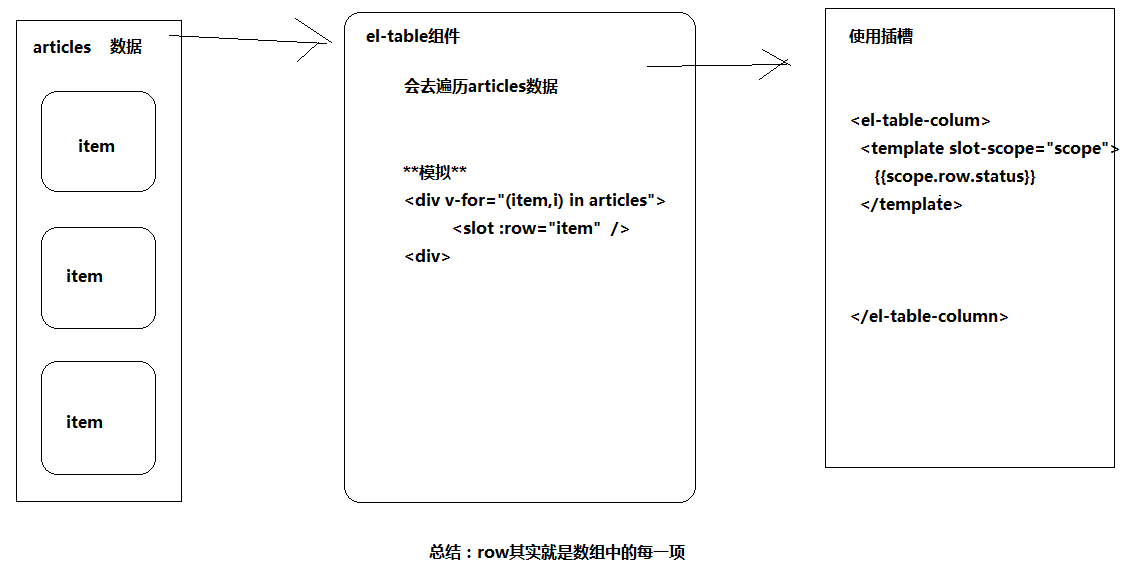 articles 数据
item
item
item
el-table组件
会去遍历articles数据
**模拟**
<div v-for="(item,i) in articles">
<slot :row="item" />
<div>
使用插槽
<el-table-colum>
<template slot-scope="scope">
{{scope.row.status}}
</template>
</el-table-column>
总结：row其实就是数组中的每一项